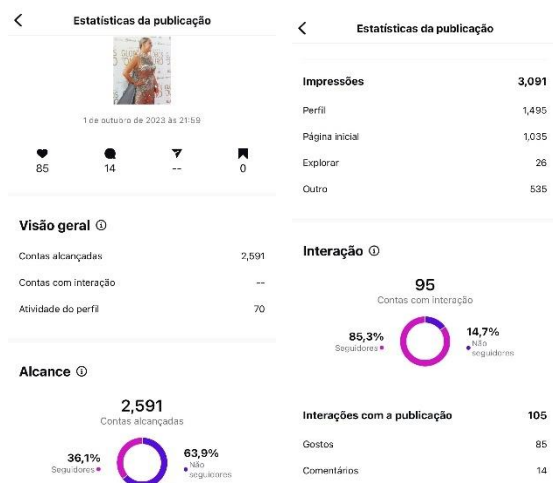 Estatísticas da publicação
1 de outubro de 2023 às 21:59
85 14 -- 0
Visão geral
Contas alcançadas 2,591
Contas com interação --
Atividade do perfil 70
Alcance
2,591
Contas alcançadas
36,1%
Seguidores
63,9%
Não
seguidores
Estatísticas da publicação
Impressões 3,091
Perfil 1,495
Página inicial 1,035
Explorar 26
Outro 535
Interação
95
Contas com interação
85,3%
Seguidores
14,7%
Não
seguidores
Interações com a publicação 105
Gostos 85
Comentários 14